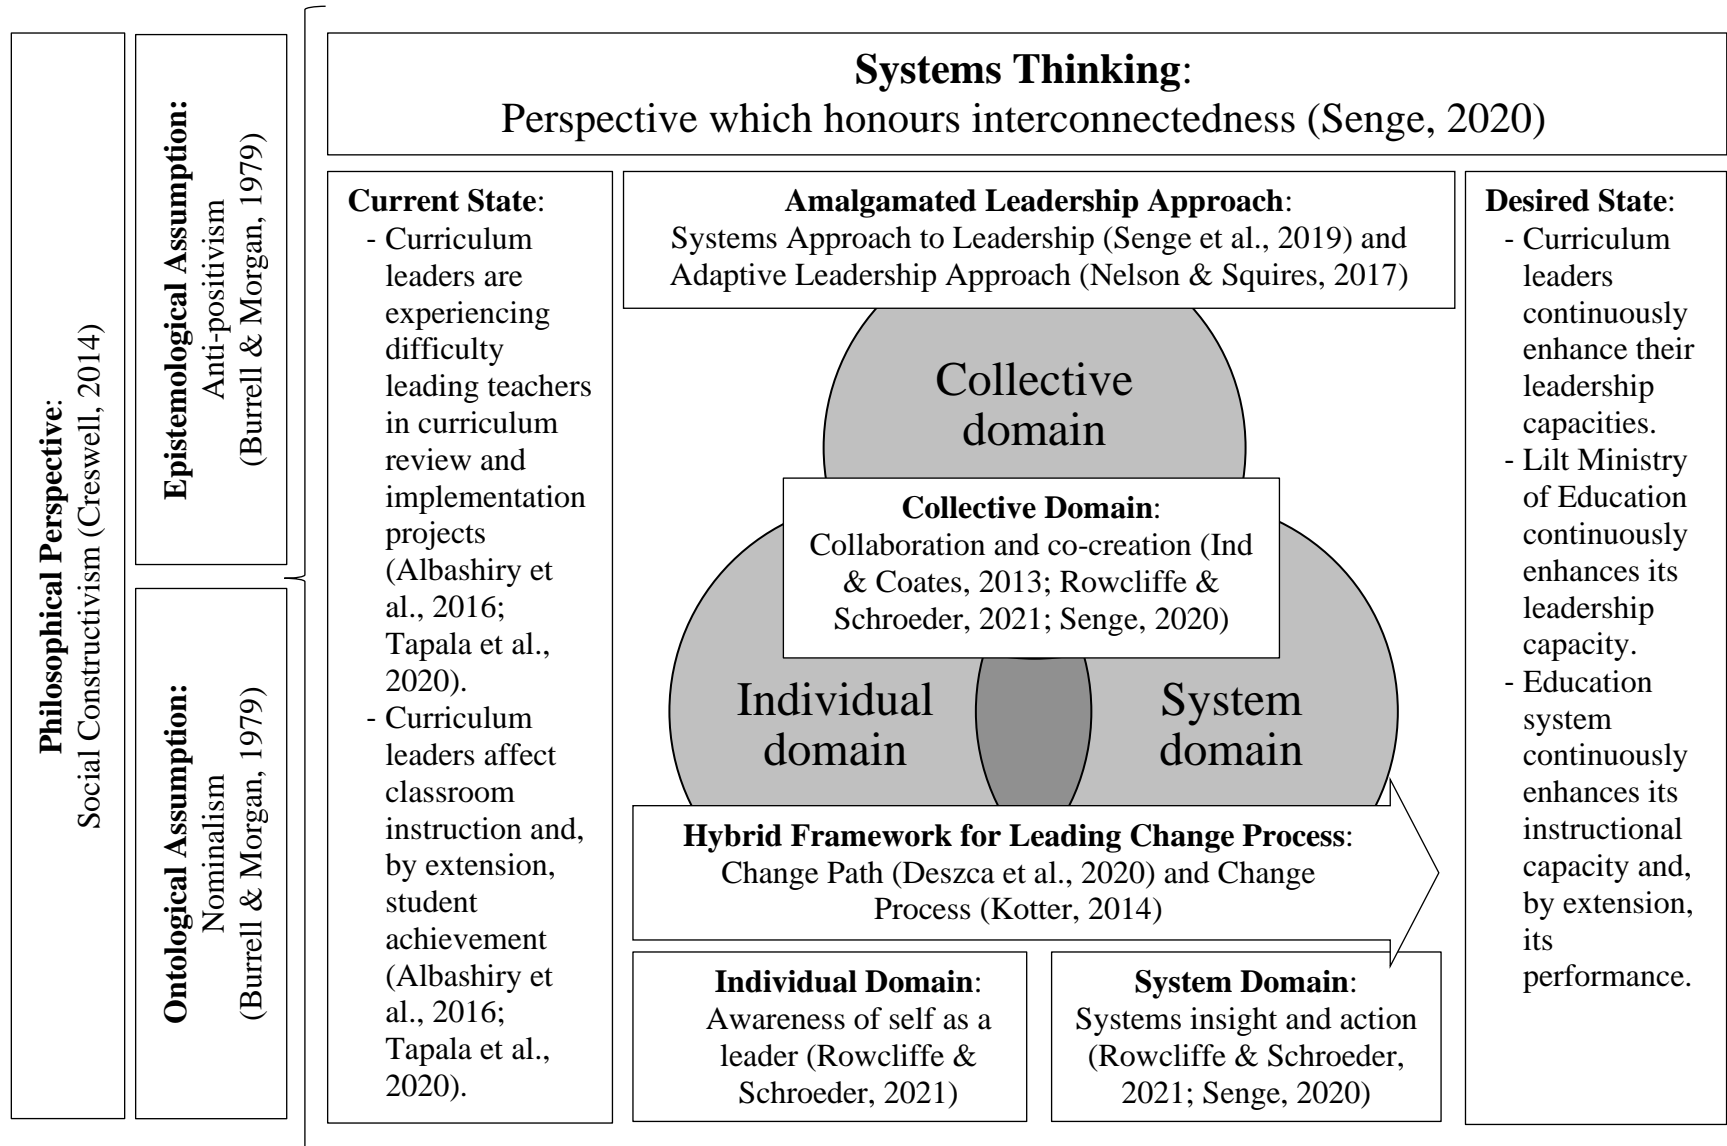 Philosophical Perspective:
Social Constructivism (Creswell, 2014)
Epistemological Assumption:
Anti-positivism
(Burrell & Morgan, 1979)
Ontological Assumption:
Nominalism
(Burrell & Morgan, 1979)
Systems Thinking:
Perspective which honours interconnectedness (Senge, 2020)
Current State:
- Curriculum
leaders are
experiencing
difficulty
leading teachers
in curriculum
review and
implementation
projects
(Albashiry et
al., 2016;
Tapala et al.,
2020).
- Curriculum
leaders affect
classroom
instruction and,
by extension,
student
achievement
(Albashiry et
al., 2016;
Tapala et al.,
2020).
Amalgamated Leadership Approach:
Systems Approach to Leadership (Senge et al., 2019) and
Adaptive Leadership Approach (Nelson & Squires, 2017)
Collective
domain
Collective Domain:
Collaboration and co-creation (Ind
& Coates, 2013; Rowcliffe &
Schroeder, 2021; Senge, 2020)
Individual
domain
System
domain
Hybrid Framework for Leading Change Process:
Change Path (Deszca et al., 2020) and Change
Process (Kotter, 2014)
Individual Domain:
Awareness of self as a
leader (Rowcliffe &
Schroeder, 2021)
System Domain:
Systems insight and action
(Rowcliffe & Schroeder,
2021; Senge, 2020)
Desired State:
- Curriculum
leaders
continuously
enhance their
leadership
capacities.
- Lilt Ministry
of Education
continuously
enhances its
leadership
capacity.
- Education
system
continuously
enhances its
instructional
capacity and,
by extension,
its
performance.